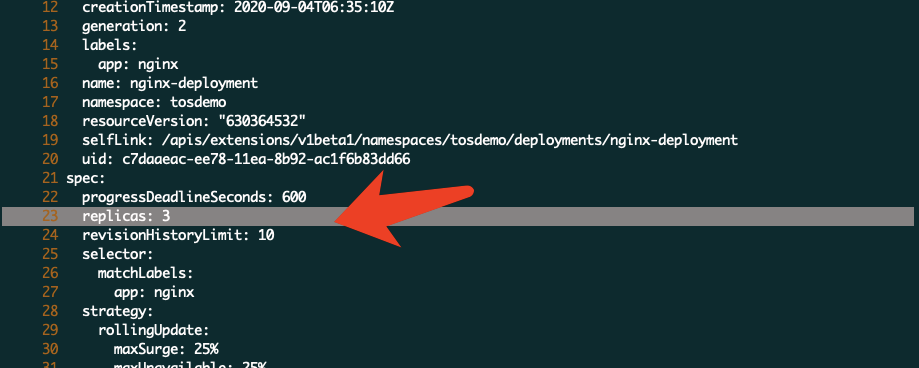 12 creationTimestamp: 2020-09-04T06:35:10Z
13 generation: 2
14 labels:
15 app: nginx
16 name: nginx-deployment
17 namespace: tosdemo
18 resourceVersion: "630364532"
19 selfLink: /apis/extensions/v1beta1/namespaces/tosdemo/deployments/nginx-deployment
20 uid: c7daaeac-ee78-11ea-8b92-ac1f6b83dd66
21 spec:
22 progressDeadlineSeconds: 600
23 replicas: 3
24 revisionHistoryLimit: 10
25 selector:
26 matchLabels:
27 app: nginx
28 strategy:
29 rollingUpdate:
30 maxSurge: 25%
31 maxUnavailable: 25%